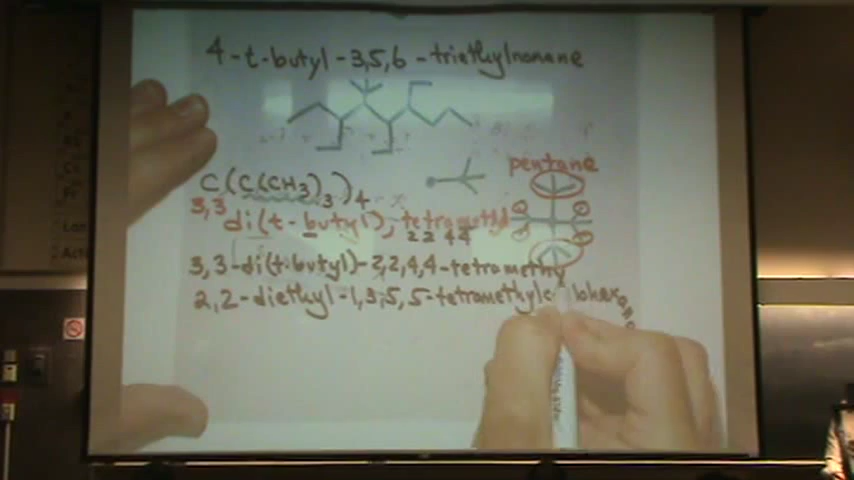 4-t-butyl-3,5,6-triethylnonane
pentane
C(C(CH3)3)4
3,3 di(t-butyl), tetramethyl
2 2 4 4
3,3-di(t-butyl)-2,2,4,4-tetramethy
2,2-diethyl-1,3,5,5-tetramethylc